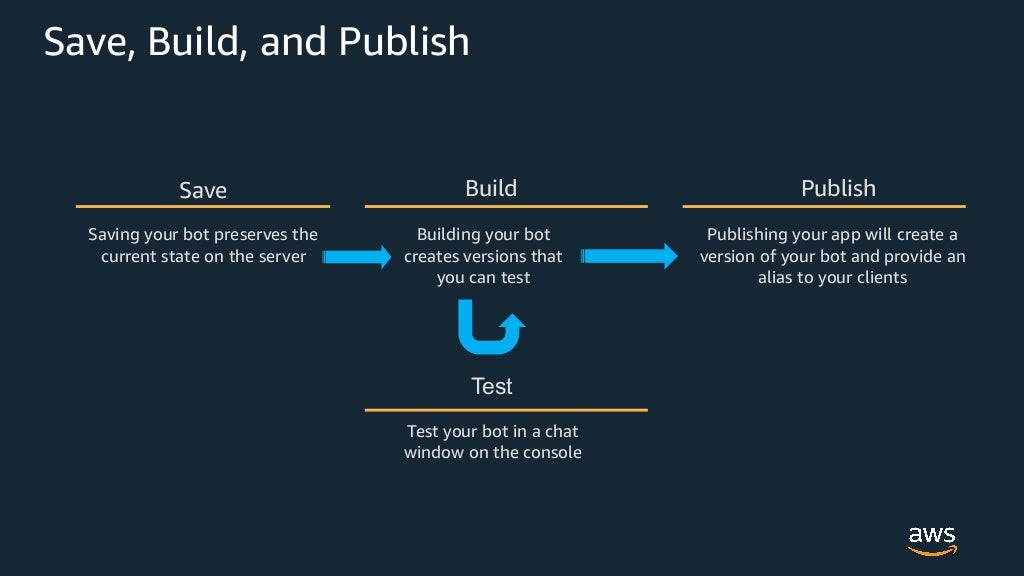 Save, Build, and Publish
Save
Saving your bot preserves the
current state on the server
Build
Building your bot
creates versions that
you can test
Publish
Publishing your app will create a
version of your bot and provide an
alias to your clients
Test
Test your bot in a chat
window on the console
aws